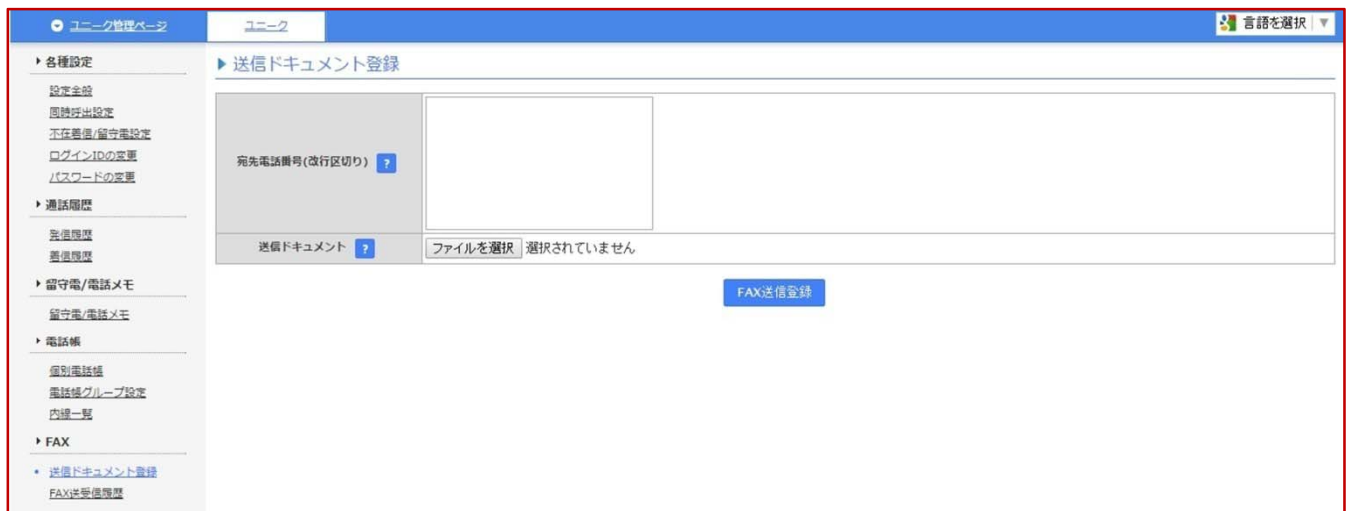 ユニーク管理ページ
ユニーク
言語を選択 ▼
各種設定
設定全般
同時呼出設定
不在着信/留守電設定
ログインIDの変更
パスワードの変更
通話履歴
発信履歴
着信履歴
留守電/電話メモ
留守電/電話メモ
電話帳
個別電話帳
電話帳グループ設定
内線一覧
FAX
送信ドキュメント登録
FAX送受信履歴
送信ドキュメント登録
宛先電話番号(改行区切り) ?
送信ドキュメント ? ファイルを選択 選択されていません
FAX送信登録